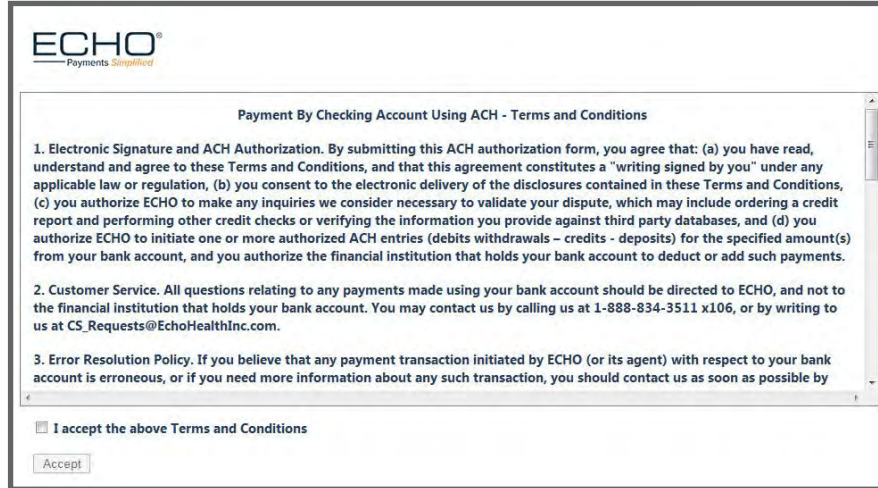 ECHO®
Payments Simplified
Payment By Checking Account Using ACH - Terms and Conditions
1. Electronic Signature and ACH Authorization. By submitting this ACH authorization form, you agree that: (a) you have read,
understand and agree to these Terms and Conditions, and that this agreement constitutes a "writing signed by you" under any
applicable law or regulation, (b) you consent to the electronic delivery of the disclosures contained in these Terms and Conditions,
(c) you authorize ECHO to make any inquiries we consider necessary to validate your dispute, which may include ordering a credit
report and performing other credit checks or verifying the information you provide against third party databases, and (d) you
authorize ECHO to initiate one or more authorized ACH entries (debits withdrawals – credits - deposits) for the specified amount(s)
from your bank account, and you authorize the financial institution that holds your bank account to deduct or add such payments.
2. Customer Service. All questions relating to any payments made using your bank account should be directed to ECHO, and not to
the financial institution that holds your bank account. You may contact us by calling us at 1-888-834-3511 x106, or by writing to
us at CS_Requests@EchoHealthInc.com.
3. Error Resolution Policy. If you believe that any payment transaction initiated by ECHO (or its agent) with respect to your bank
account is erroneous, or if you need more information about any such transaction, you should contact us as soon as possible by
I accept the above Terms and Conditions
Accept